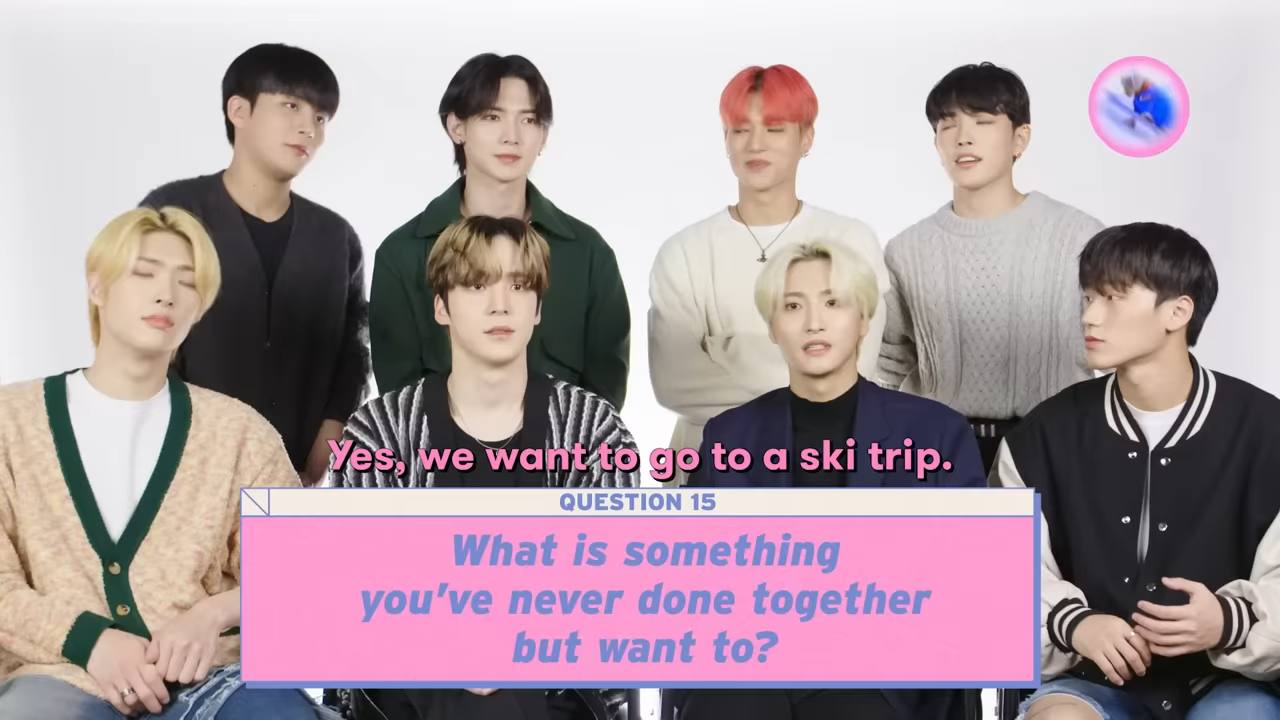 Yes, we want to go to a ski trip.
QUESTION 15
What is something
you've never done together
but want to?